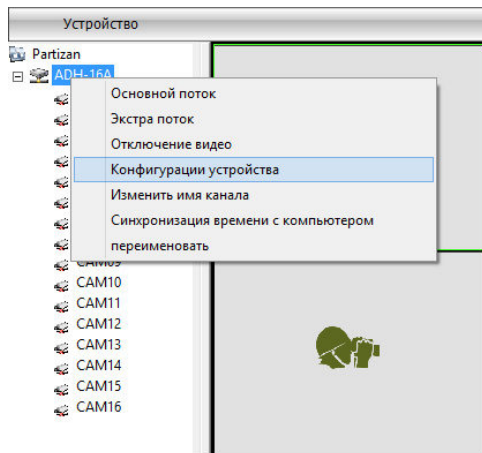 Устройство
Partizan
ADH-16A
Основной поток
Экстра поток
Отключение видео
Конфигурации устройства
Изменить имя канала
Синхронизация времени с компьютером
переименовать
CAM09
CAM10
CAM11
CAM12
CAM13
CAM14
CAM15
CAM16